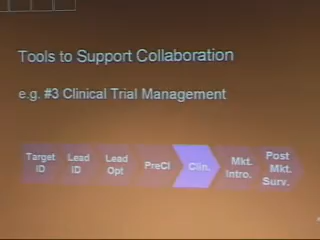 Tools to Support Collaboration
e.g. #3 Clinical Trial Management
Target
ID
Lead
ID
Lead
Opt
PreCl
Clin.
Mkt.
Intro.
Post
Mkt.
Surv.